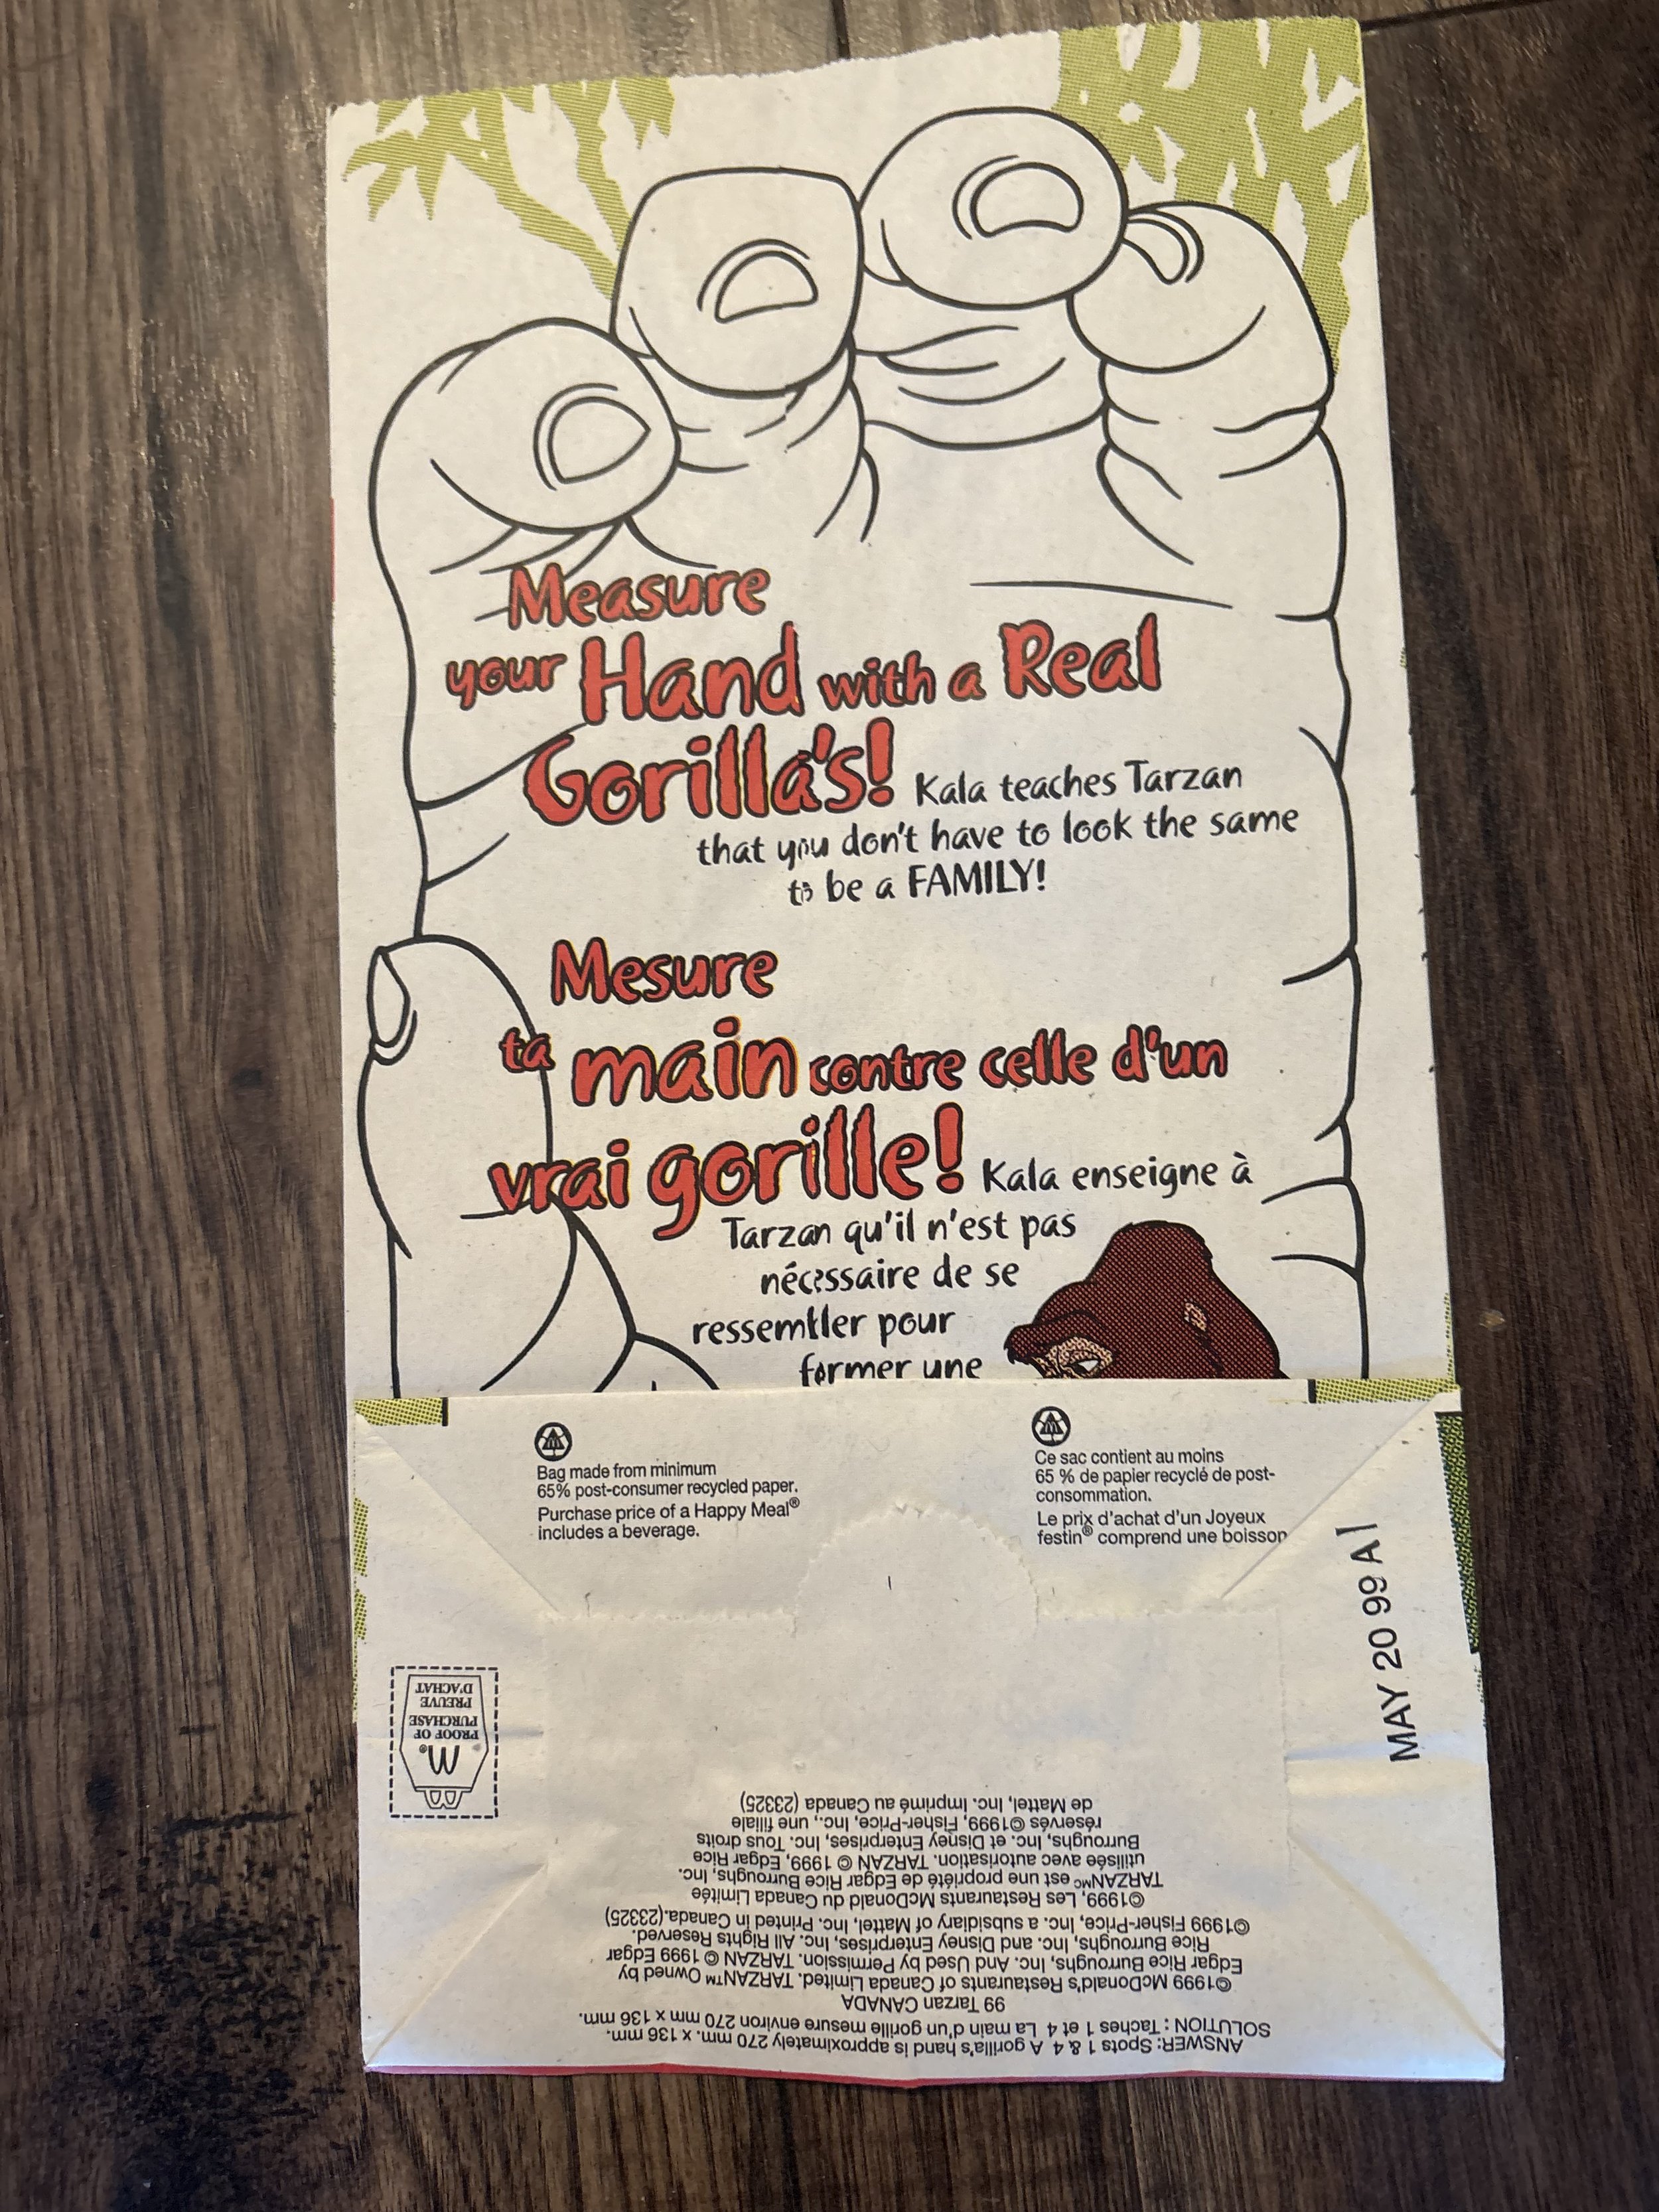 Measure
your Hand with a Real
Gorilla's! Kala teaches Tarzan
that you don't have to look the same
to be a FAMILY!
Mesure
ta main contre celle d'un
vrai gorille! Kala enseigne à
Tarzan qu'il n'est pas
nécessaire de se
ressembler pour
former une
Bag made from minimum
65% post-consumer recycled paper.
Purchase price of a Happy Meal®
includes a beverage.
Ce sac contient au moins
65 % de papier recyclé de post-
consommation.
Le prix d'achat d'un Joyeux
festin® comprend une boisson
MAY 20 99 A1
M®
PROOF OF
PURCHASE
PREUVE
D'ACHAT
ANSWER: Spots 1 & 4 A gorilla's hand is approximately 270 mm. x 136 mm.
SOLUTION : Taches 1 et 4 La main d'un gorille mesure environ 270 mm x 136 mm.
99 Tarzan CANADA
©1999 McDonald's Restaurants of Canada Limited. TARZAN™ Owned by
Edgar Rice Burroughs, Inc. And Used by Permission. TARZAN © 1999 Edgar
Rice Burroughs, Inc. and Disney Enterprises, Inc. All Rights Reserved.
©1999 Fisher-Price, Inc. a subsidiary of Mattel, Inc. Printed in Canada.(23325)
©1999, Les Restaurants McDonald du Canada Limitée
TARZANᴹᶜ est une propriété de Edgar Rice Burroughs, Inc.
utilisée avec autorisation. TARZAN © 1999, Edgar Rice
Burroughs, Inc. et Disney Enterprises, Inc. Tous droits
réservés ©1999, Fisher-Price, Inc., une filiale
de Mattel, Inc. Imprimé au Canada (23325)